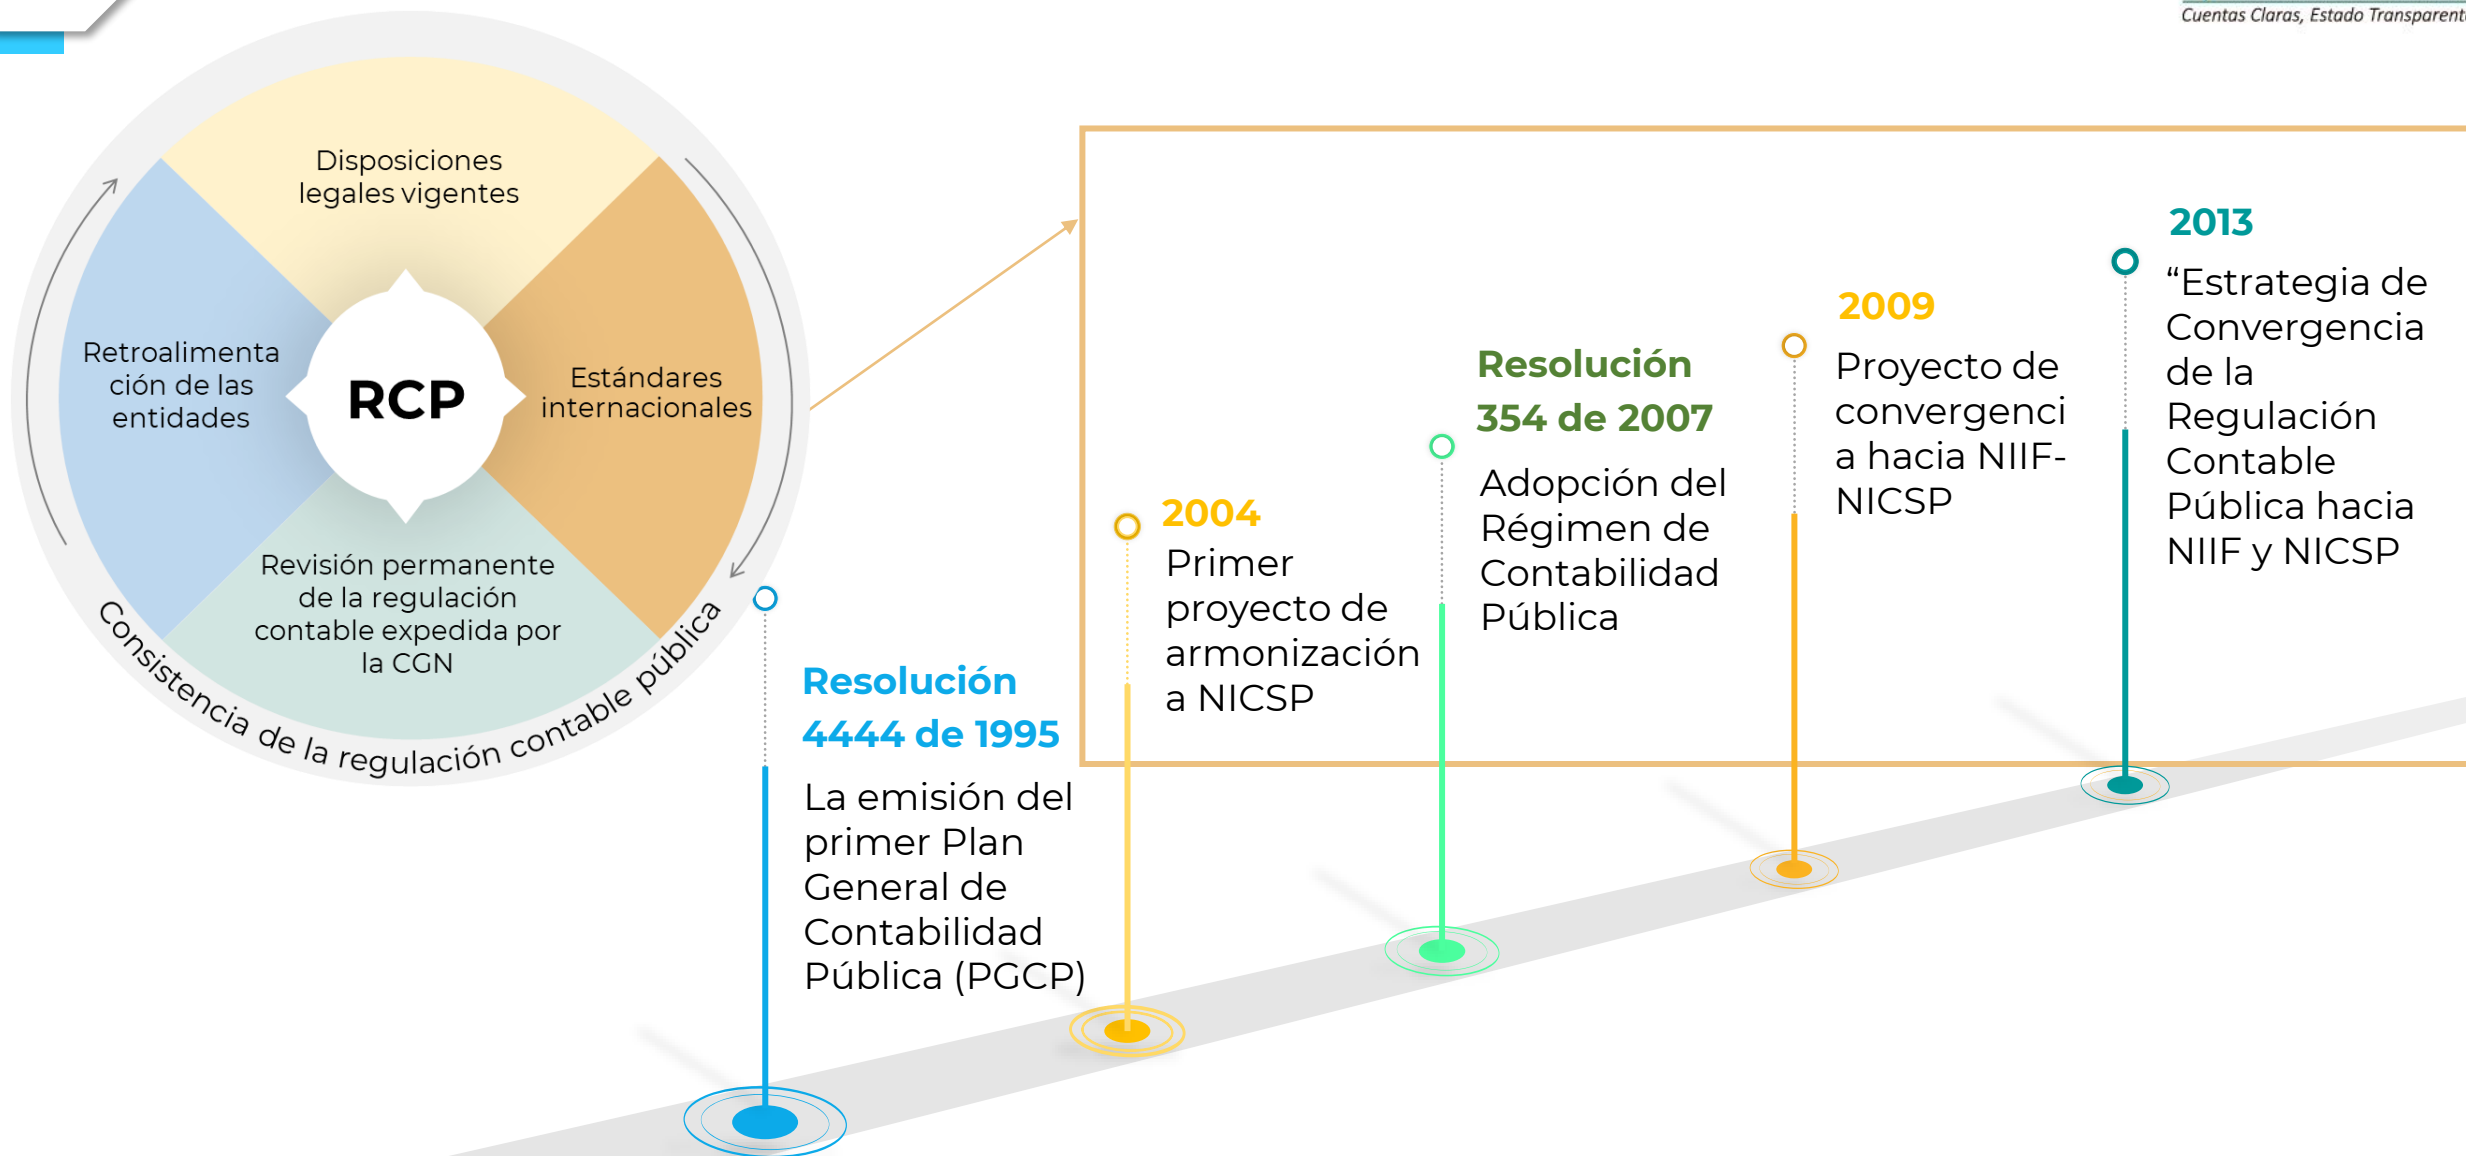 Cuentas Claras, Estado Transparente
Disposiciones
legales vigentes
Retroalimenta
ción de las
entidades
RCP
Estándares
internacionales
Revisión permanente
de la regulación
contable expedida por
la CGN
Consistencia de la regulación contable pública
Resolución
4444 de 1995
La emisión del
primer Plan
General de
Contabilidad
Pública (PGCP)
2004
Primer
proyecto de
armonización
a NICSP
Resolución
354 de 2007
Adopción del
Régimen de
Contabilidad
Pública
2009
Proyecto de
convergenci
a hacia NIIF-
NICSP
2013
“Estrategia de
Convergencia
de la
Regulación
Contable
Pública hacia
NIIF y NICSP